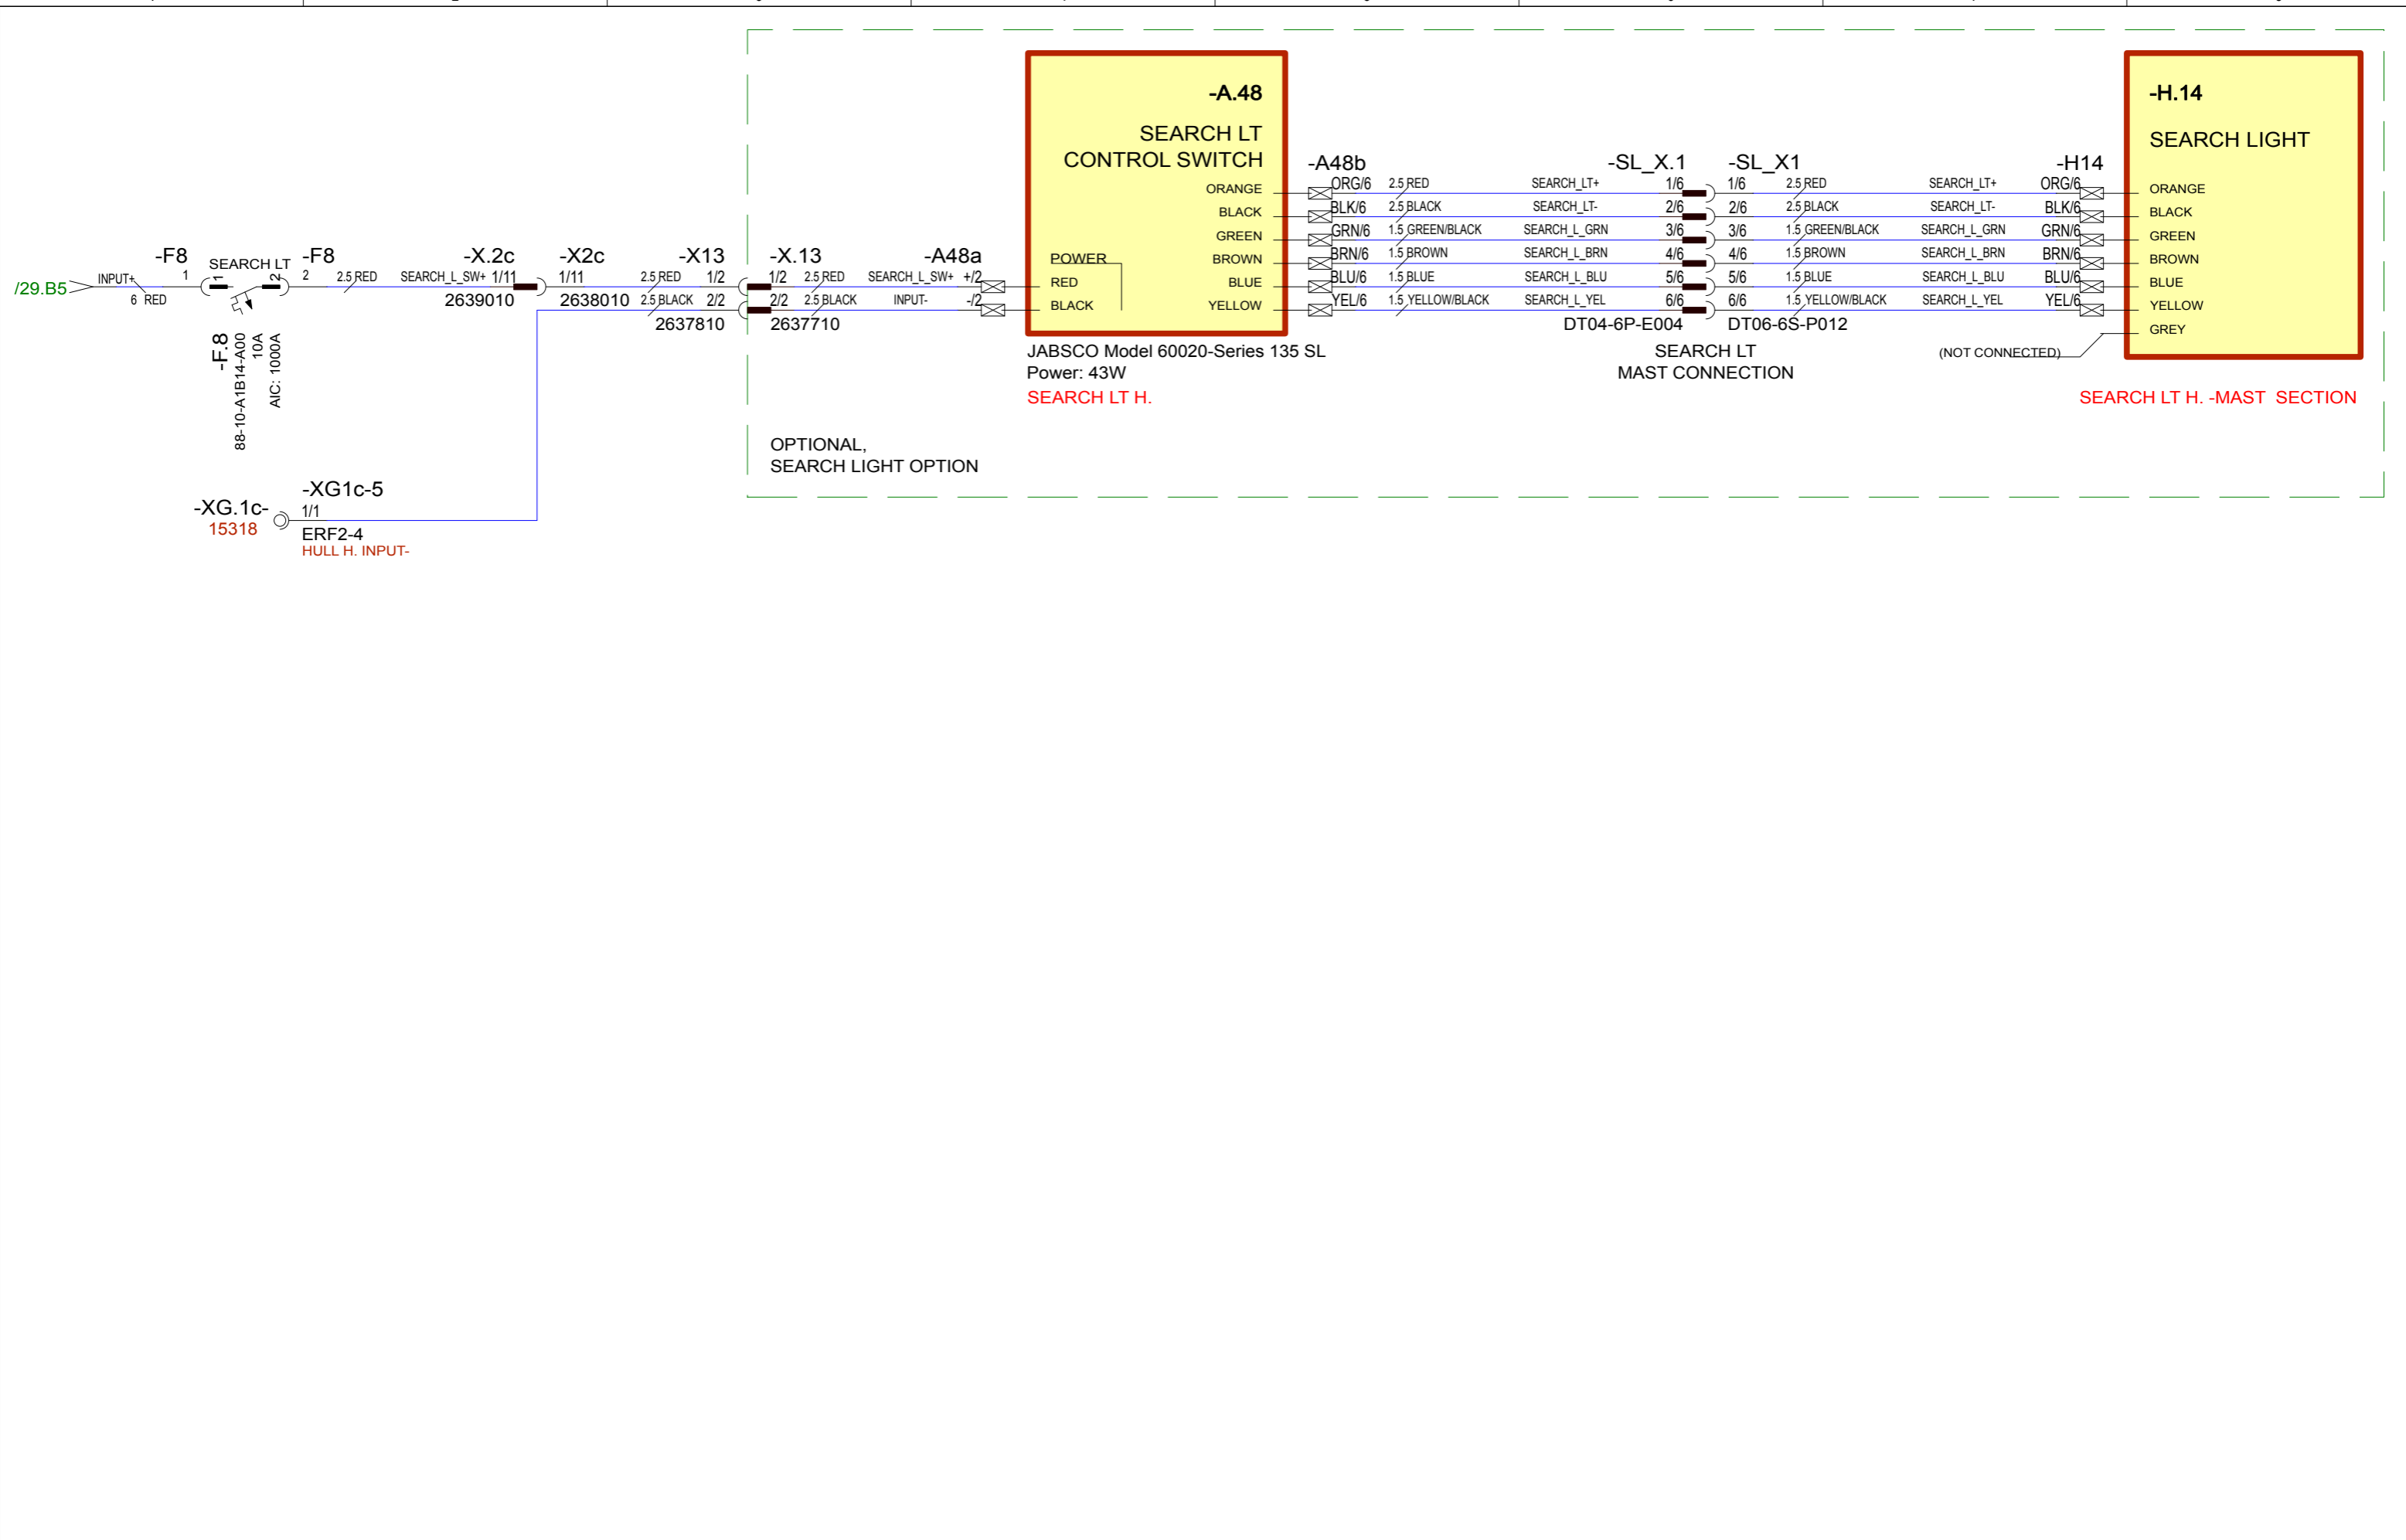 -A.48
SEARCH LT
CONTROL SWITCH
ORANGE
BLACK
GREEN
BROWN
BLUE
YELLOW
POWER
RED
BLACK
JABSCO Model 60020-Series 135 SL
Power: 43W
SEARCH LT H.
-H.14
SEARCH LIGHT
ORANGE
BLACK
GREEN
BROWN
BLUE
YELLOW
GREY
(NOT CONNECTED)
SEARCH LT H. -MAST SECTION
-A48b -SL_X.1 -SL_X1 -H14
ORG/6 2.5 RED SEARCH_LT+ 1/6 1/6 2.5 RED SEARCH_LT+ ORG/6
BLK/6 2.5 BLACK SEARCH_LT- 2/6 2/6 2.5 BLACK SEARCH_LT- BLK/6
GRN/6 1.5 GREEN/BLACK SEARCH_L_GRN 3/6 3/6 1.5 GREEN/BLACK SEARCH_L_GRN GRN/6
BRN/6 1.5 BROWN SEARCH_L_BRN 4/6 4/6 1.5 BROWN SEARCH_L_BRN BRN/6
BLU/6 1.5 BLUE SEARCH_L_BLU 5/6 5/6 1.5 BLUE SEARCH_L_BLU BLU/6
YEL/6 1.5 YELLOW/BLACK SEARCH_L_YEL 6/6 6/6 1.5 YELLOW/BLACK SEARCH_L_YEL YEL/6
DT04-6P-E004 DT06-6S-P012
SEARCH LT
MAST CONNECTION
-F8 SEARCH LT -F8 -X.2c -X2c -X13 -X.13 -A48a
/29.B5 INPUT+ 1 1 2 2 2.5 RED SEARCH_L_SW+ 1/11 1/11 2.5 RED 1/2 1/2 2.5 RED SEARCH_L_SW+ +/2
6 RED 2639010 2638010 2.5 BLACK 2/2 2/2 2.5 BLACK INPUT- -/2
2637810 2637710
-F.8
88-10-A1B14-A00
10A
AIC: 1000A
OPTIONAL,
SEARCH LIGHT OPTION
-XG.1c-
15318
-XG1c-5
1/1
ERF2-4
HULL H. INPUT-